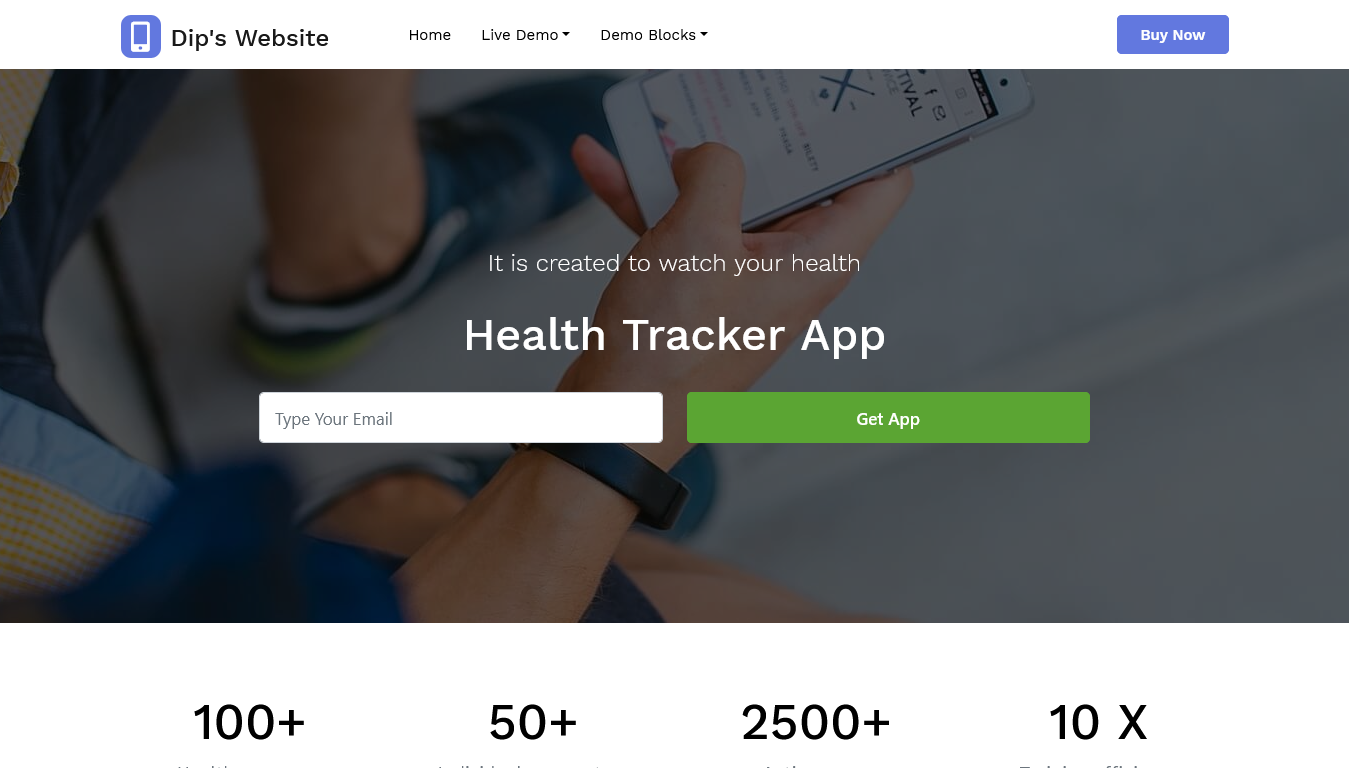 Dip's Website
Home
Live Demo
Demo Blocks
Buy Now
It is created to watch your health
Health Tracker App
Type Your Email
Get App
100+
50+
2500+
10 X